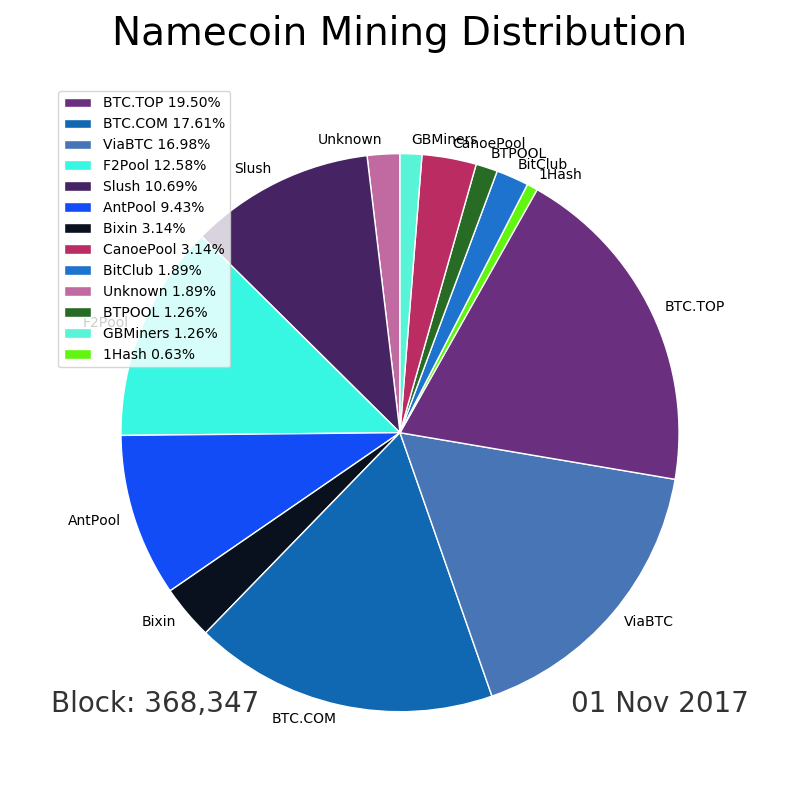 Namecoin Mining Distribution
BTC.TOP 19.50%
BTC.COM 17.61%
ViaBTC 16.98%
F2Pool 12.58%
Slush 10.69%
AntPool 9.43%
Bixin 3.14%
CanoePool 3.14%
BitClub 1.89%
Unknown 1.89%
BTPOOL 1.26%
GBMiners 1.26%
1Hash 0.63%
Unknown
GBMiners
CanoePool
BTPOOL
BitClub
1Hash
Slush
BTC.TOP
F2Pool
AntPool
Bixin
ViaBTC
BTC.COM
Block: 368,347
01 Nov 2017